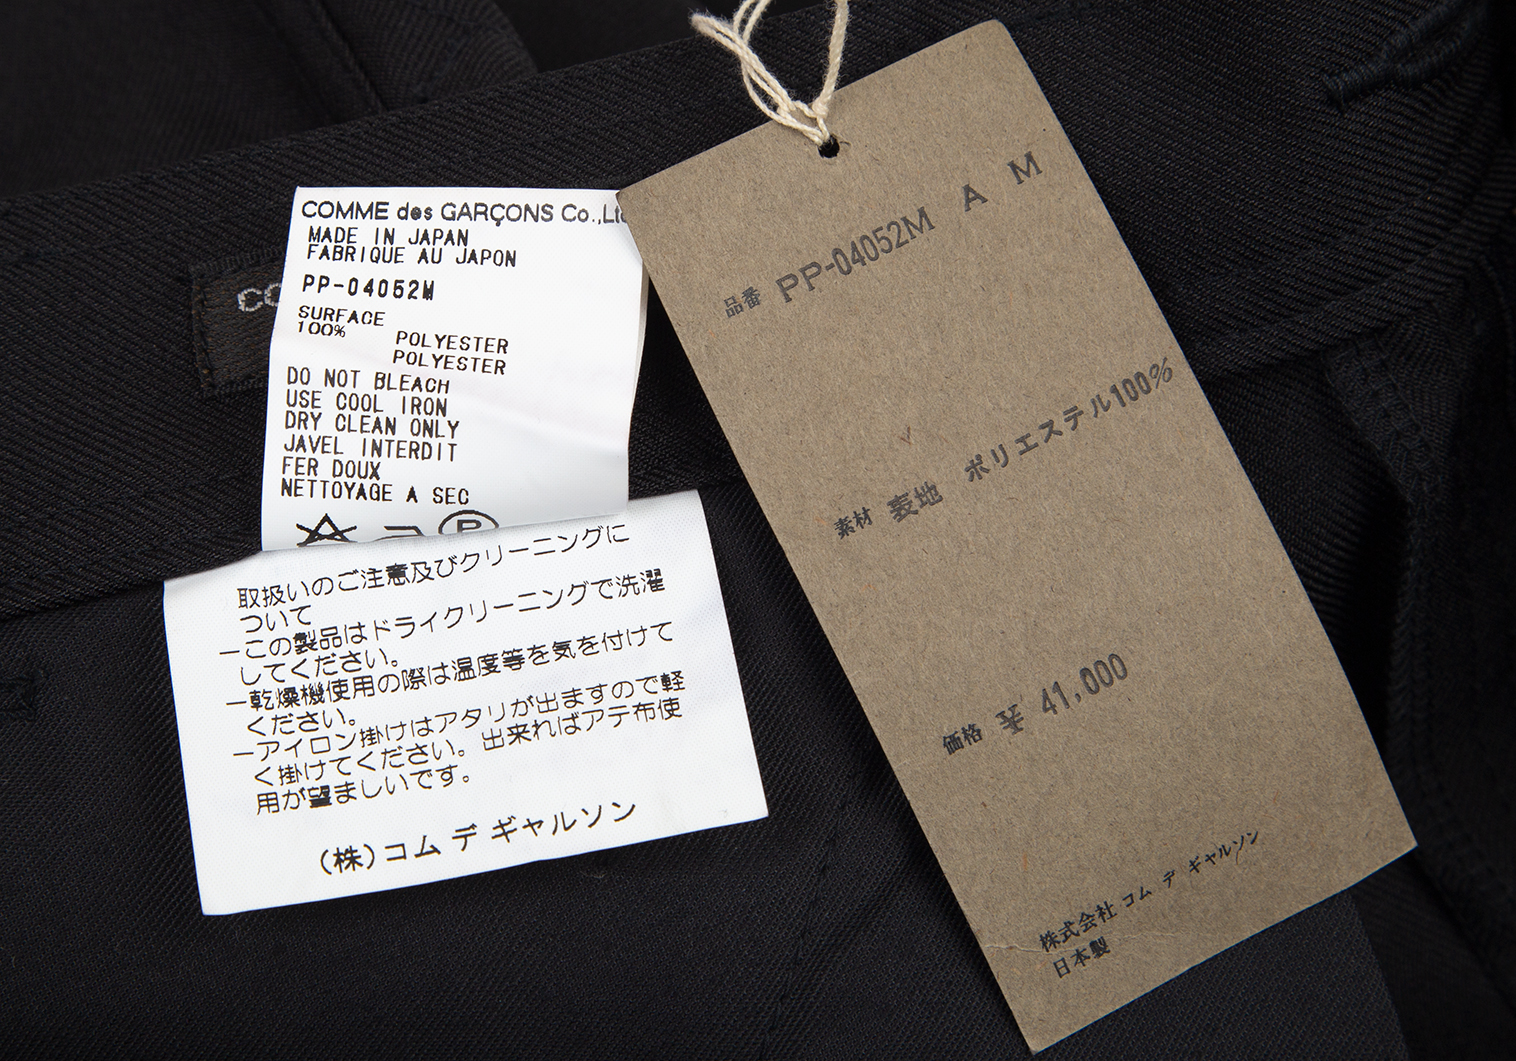 COMME des GARÇONS Co.,Ltd
MADE IN JAPAN
FABRIQUE AU JAPON
PP-04052M
SURFACE
100%
POLYESTER
POLYESTER
DO NOT BLEACH
USE COOL IRON
DRY CLEAN ONLY
JAVEL INTERDIT
FER DOUX
NETTOYAGE A SEC
P
取扱いのご注意及びクリーニングに
ついて
ーこの製品はドライクリーニングで洗濯
してください。
ー乾燥機使用の際は温度等を気を付けて
ください。
ーアイロン掛けはアタリが出ますので軽
く掛けてください。出来ればアテ布使
用が望ましいです。
(株)コム デ ギャルソン
品番 PP-04052M A M
素材 表地 ポリエステル100%
価格 ¥ 41,000
株式会社 コム デ ギャルソン
日本製